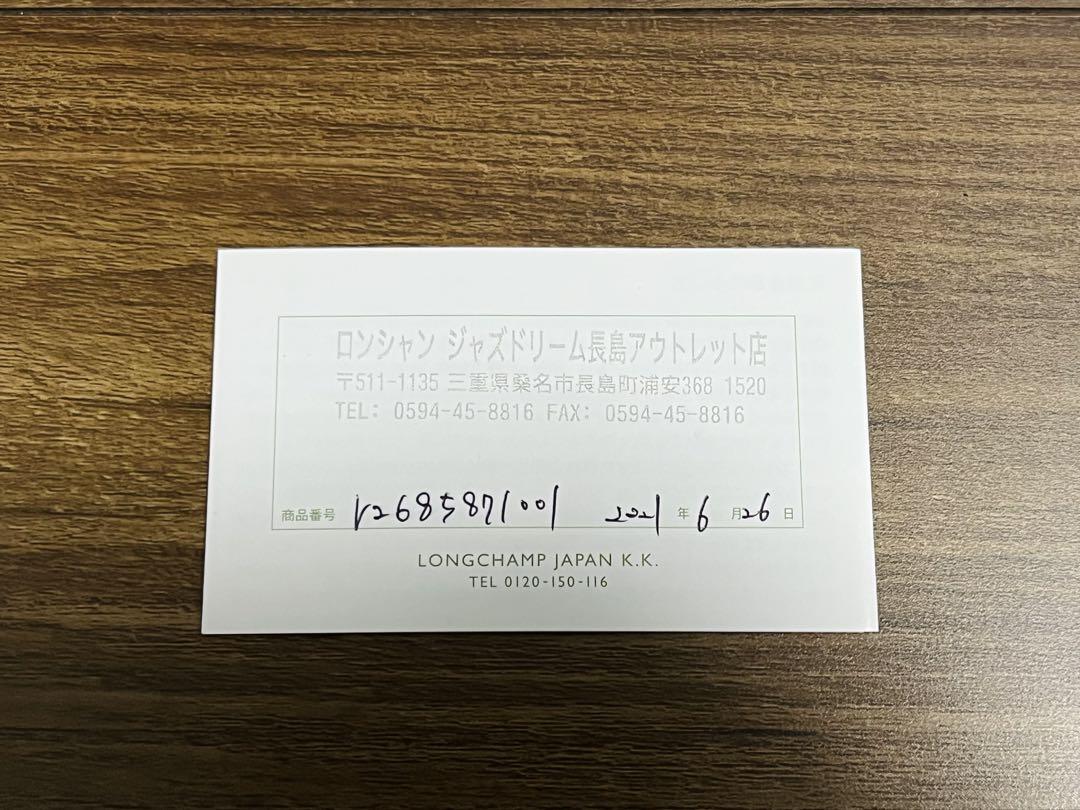 ロンシャン ジャズドリーム長島アウトレット店
〒511-1135 三重県桑名市長島町浦安368 1520
TEL: 0594-45-8816 FAX: 0594-45-8816
商品番号 12685871001 2021 年 6 月 26 日
LONGCHAMP JAPAN K.K.
TEL 0120-150-116